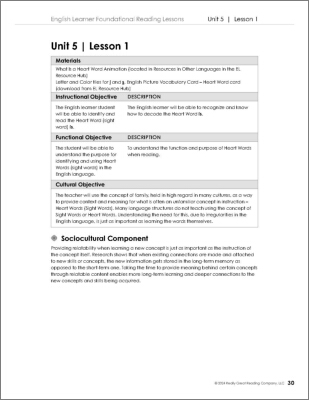 English Learner Foundational Reading Lessons Unit 5 | Lesson 1
Unit 5 | Lesson 1
Materials
What is a Heart Word Animation (located in Resources in Other Languages in the EL
Resource Hub)
Letter and Color tiles for i and s, English Picture Vocabulary Card – Heart Word card
(download from EL Resource Hub)
Instructional Objective DESCRIPTION
The English learner student
will be able to identify and
read the Heart Word (sight
word) is.
The English learner will be able to recognize and know
how to decode the Heart Word is.
Functional Objective DESCRIPTION
The student will be able to
understand the purpose for
identifying and using Heart
Words (sight words) in the
English language.
To understand the function and purpose of Heart Words
when reading.
Cultural Objective
The teacher will use the concept of family, held in high regard in many cultures, as a way
to provide context and meaning for what is often an unfamiliar concept in instruction –
Heart Words (Sight Words). Many language structures do not teach using the concept of
Sight Words or Heart Words. Understanding the need for this, due to irregularities in the
English language, is just as important as learning the words themselves.
Sociocultural Component
Providing relatability when learning a new concept is just as important as the instruction of
the concept itself. Research shows that when existing connections are made and attached
to new skills or concepts, the new information gets stored in the long-term memory as
opposed to the short-term one. Taking the time to provide meaning behind certain concepts
through relatable content enables more long-term learning and deeper connections to the
new concepts and skills being acquired.
©2024 Really Great Reading Company, LLC 30